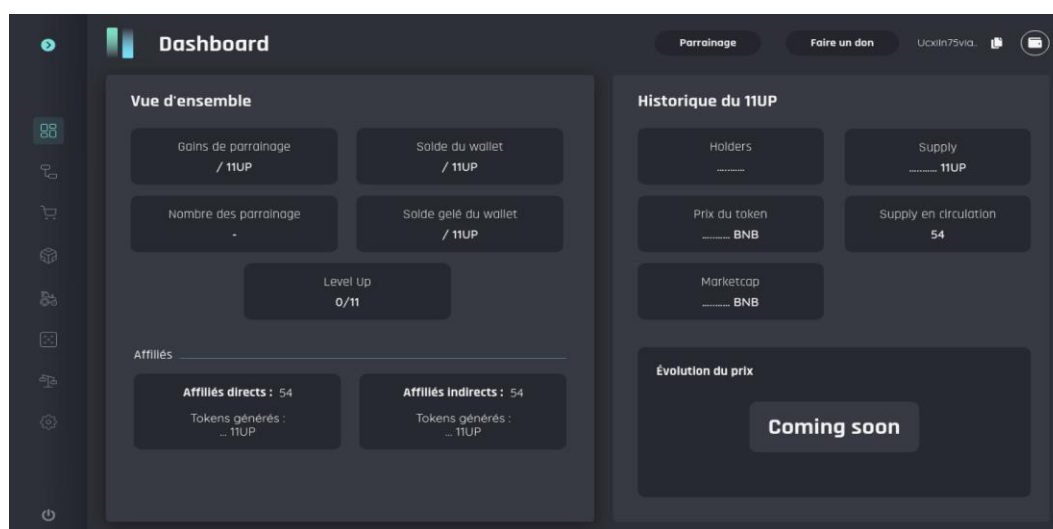 Dashboard
Parrainage
Faire un don
Vue d'ensemble
Gains de parrainage
/ 11UP
Solde du wallet
/ 11UP
Nombre des parrainage
-
Solde gelé du wallet
/ 11UP
Level Up
0/11
Affiliés
Affiliés directs : 54
Tokens générés :
... 11UP
Affiliés indirects : 54
Tokens générés :
... 11UP
Historique du 11UP
Holders
...........
Supply
........... 11UP
Prix du token
........... BNB
Supply en circulation
54
Marketcap
........... BNB
Évolution du prix
Coming soon